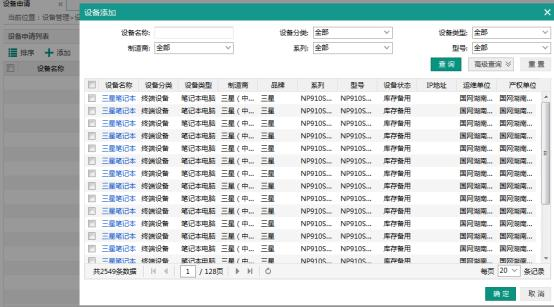 设备申请 ×
当前位置：设备管理>设
设备申请列表
排序 添加
设备名称
设备添加 ×
设备名称: 设备分类: 全部 设备类型: 全部
制造商: 全部 系列: 全部 型号: 全部
查 询 高级查询 重 置
设备名称 设备分类 设备类型 制造商 品牌 系列 型号 设备状态 IP地址 运维单位 产权单位
三星笔记本 终端设备 笔记本电脑 三星（中... 三星 NP910S... NP910S... 库存备用 国网湖南... 国网湖南...
三星笔记本 终端设备 笔记本电脑 三星（中... 三星 NP910S... NP910S... 库存备用 国网湖南... 国网湖南...
三星笔记本 终端设备 笔记本电脑 三星（中... 三星 NP910S... NP910S... 库存备用 国网湖南... 国网湖南...
三星笔记本 终端设备 笔记本电脑 三星（中... 三星 NP910S... NP910S... 库存备用 国网湖南... 国网湖南...
三星笔记本 终端设备 笔记本电脑 三星（中... 三星 NP910S... NP910S... 库存备用 国网湖南... 国网湖南...
三星笔记本 终端设备 笔记本电脑 三星（中... 三星 NP910S... NP910S... 库存备用 国网湖南... 国网湖南...
三星笔记本 终端设备 笔记本电脑 三星（中... 三星 NP910S... NP910S... 库存备用 国网湖南... 国网湖南...
三星笔记本 终端设备 笔记本电脑 三星（中... 三星 NP910S... NP910S... 库存备用 国网湖南... 国网湖南...
三星笔记本 终端设备 笔记本电脑 三星（中... 三星 NP910S... NP910S... 库存备用 国网湖南... 国网湖南...
三星笔记本 终端设备 笔记本电脑 三星（中... 三星 NP910S... NP910S... 库存备用 国网湖南... 国网湖南...
三星笔记本 终端设备 笔记本电脑 三星（中... 三星 NP910S... NP910S... 库存备用 国网湖南... 国网湖南...
三星笔记本 终端设备 笔记本电脑 三星（中... 三星 NP910S... NP910S... 库存备用 国网湖南... 国网湖南...
三星笔记本 终端设备 笔记本电脑 三星（中... 三星 NP910S... NP910S... 库存备用 国网湖南... 国网湖南...
三星笔记本 终端设备 笔记本电脑 三星（中... 三星 NP910S... NP910S... 库存备用 国网湖南... 国网湖南...
共2549条数据 1 / 128页 每页 20 条记录
确 定 取 消